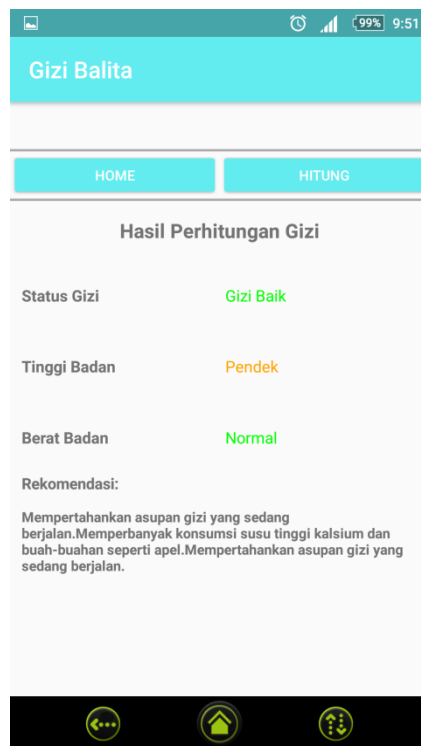 99% 9:51
Gizi Balita
HOME HITUNG
Hasil Perhitungan Gizi
Status Gizi Gizi Baik
Tinggi Badan Pendek
Berat Badan Normal
Rekomendasi:
Mempertahankan asupan gizi yang sedang
berjalan.Memperbanyak konsumsi susu tinggi kalsium dan
buah-buahan seperti apel.Mempertahankan asupan gizi yang
sedang berjalan.